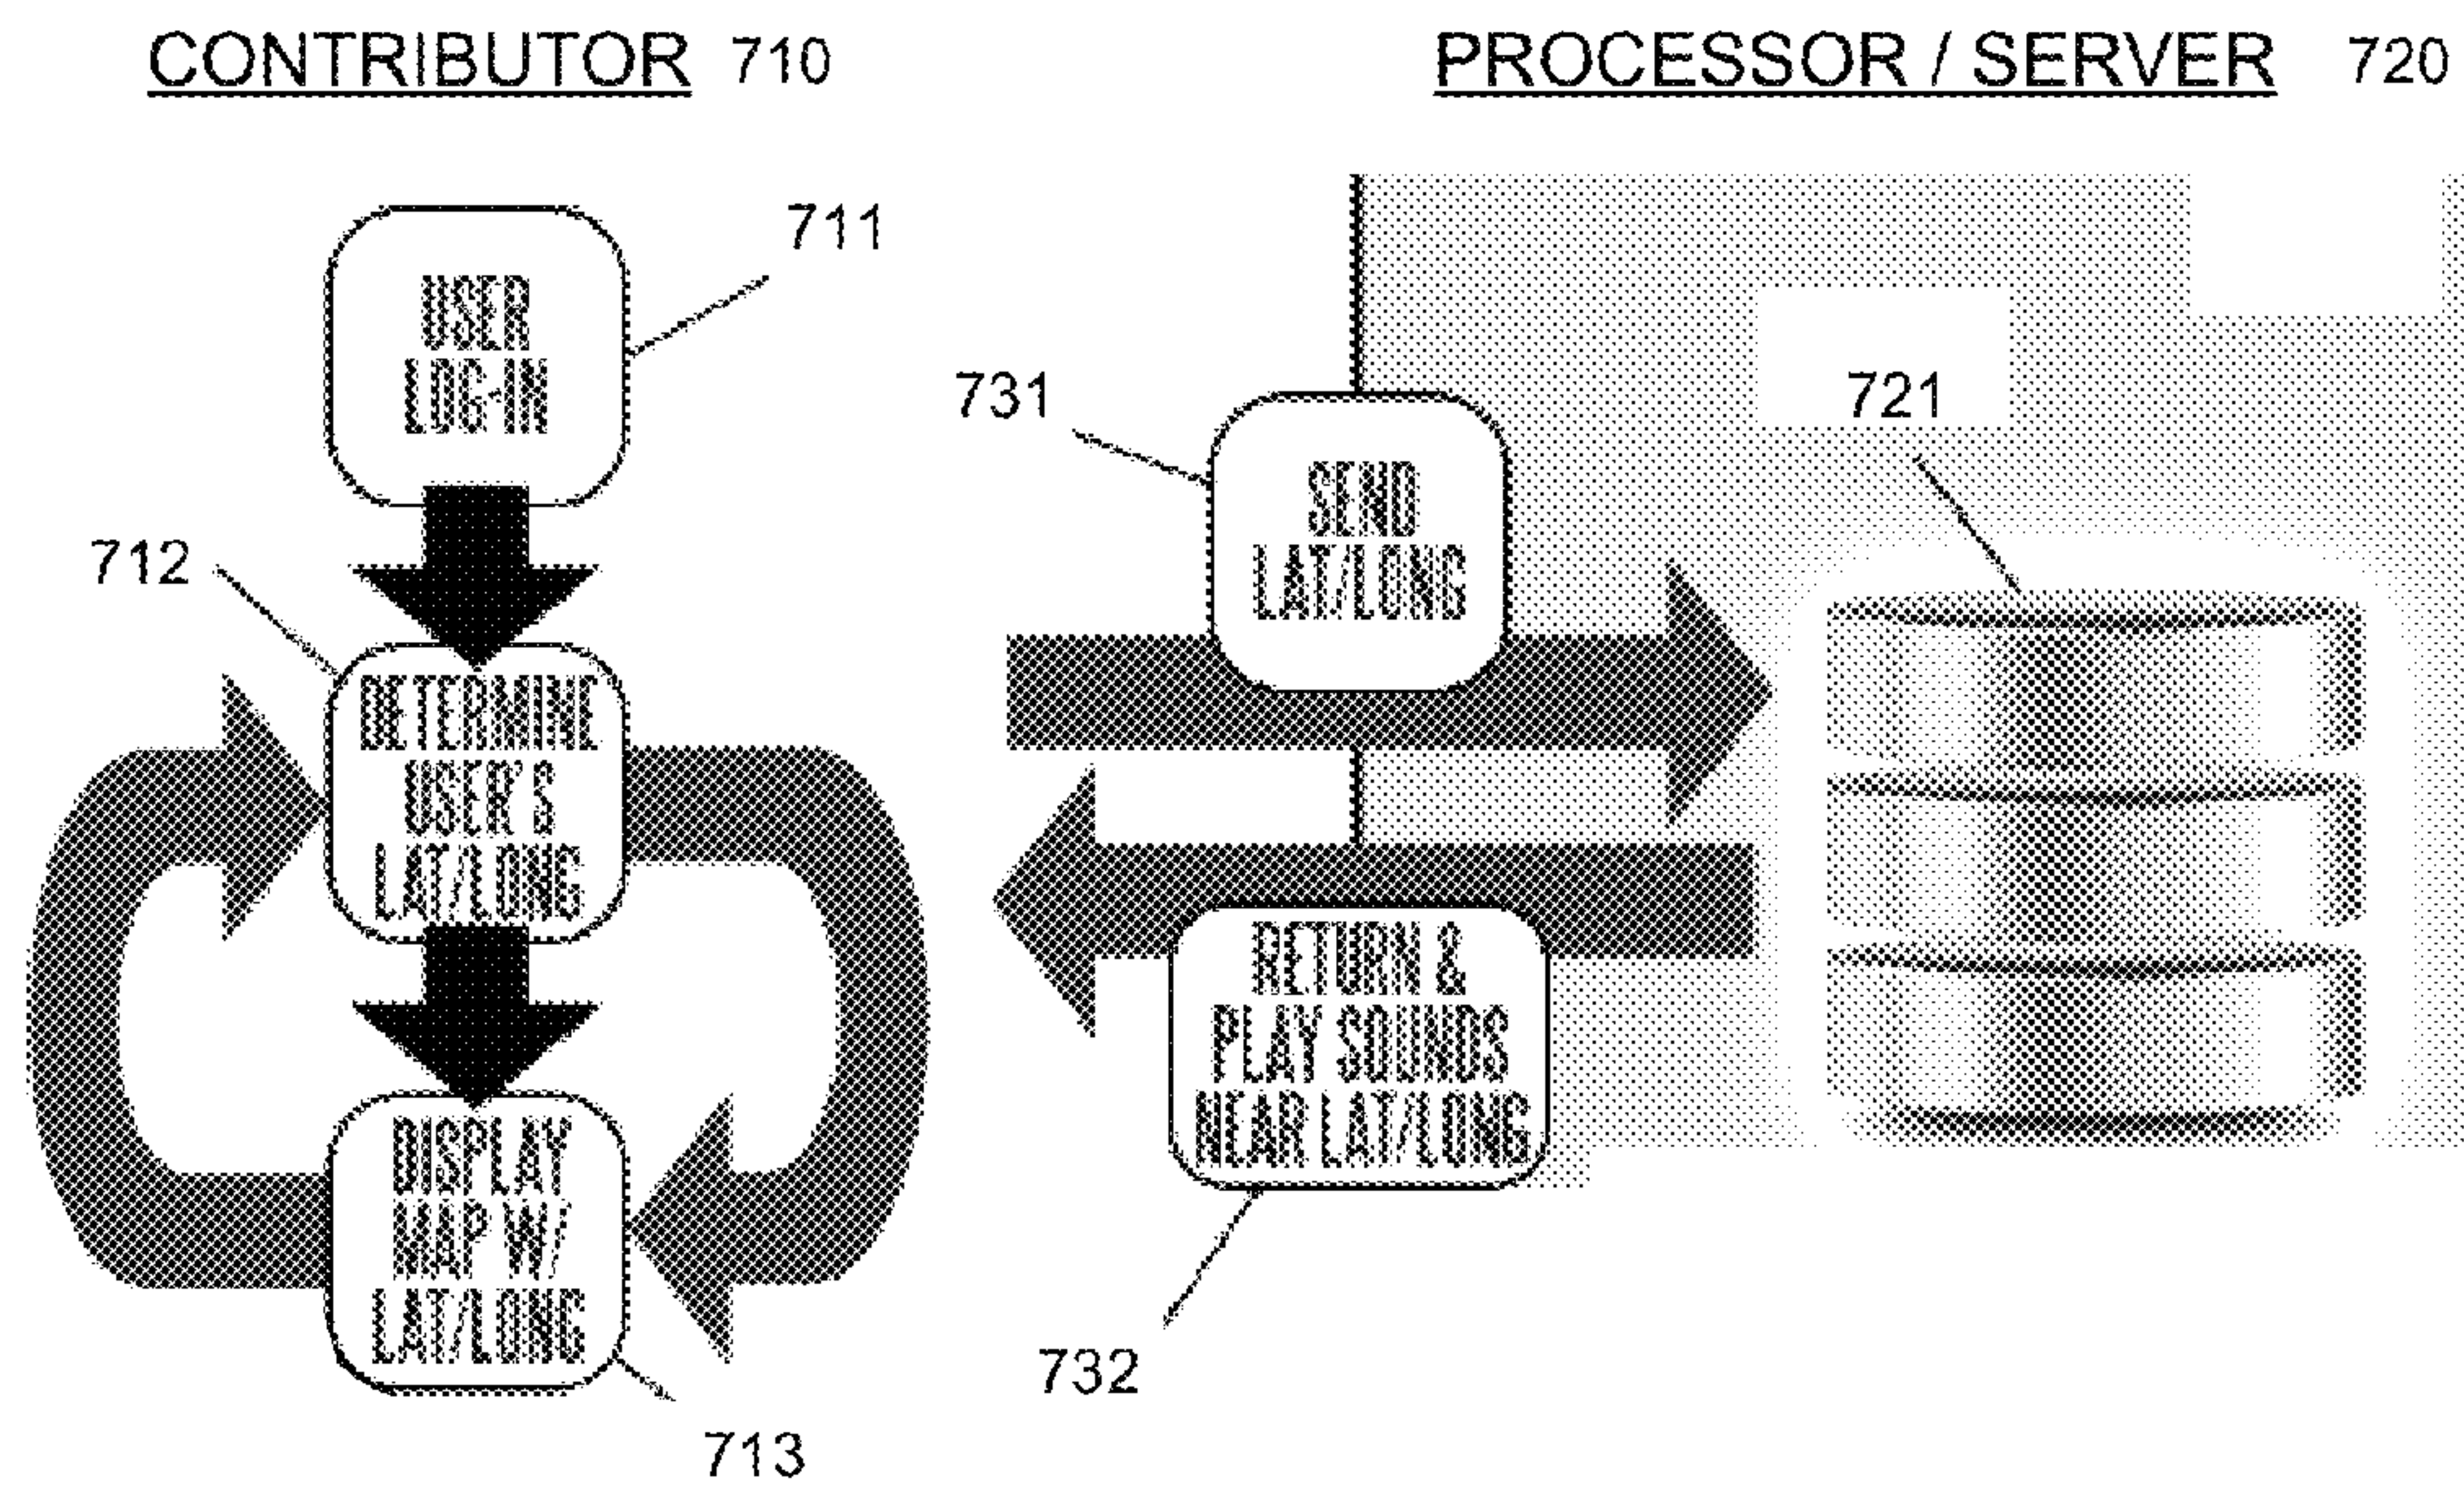 CONTRIBUTOR 710
PROCESSOR / SERVER 720
711
USER
LOG-IN
712
DETERMINE
USER'S
LAT/LONG
DISPLAY
MAP W/
LAT/LONG
713
731
SEND
LAT/LONG
721
RETURN &
PLAY SOUNDS
NEAR LAT/LONG
732